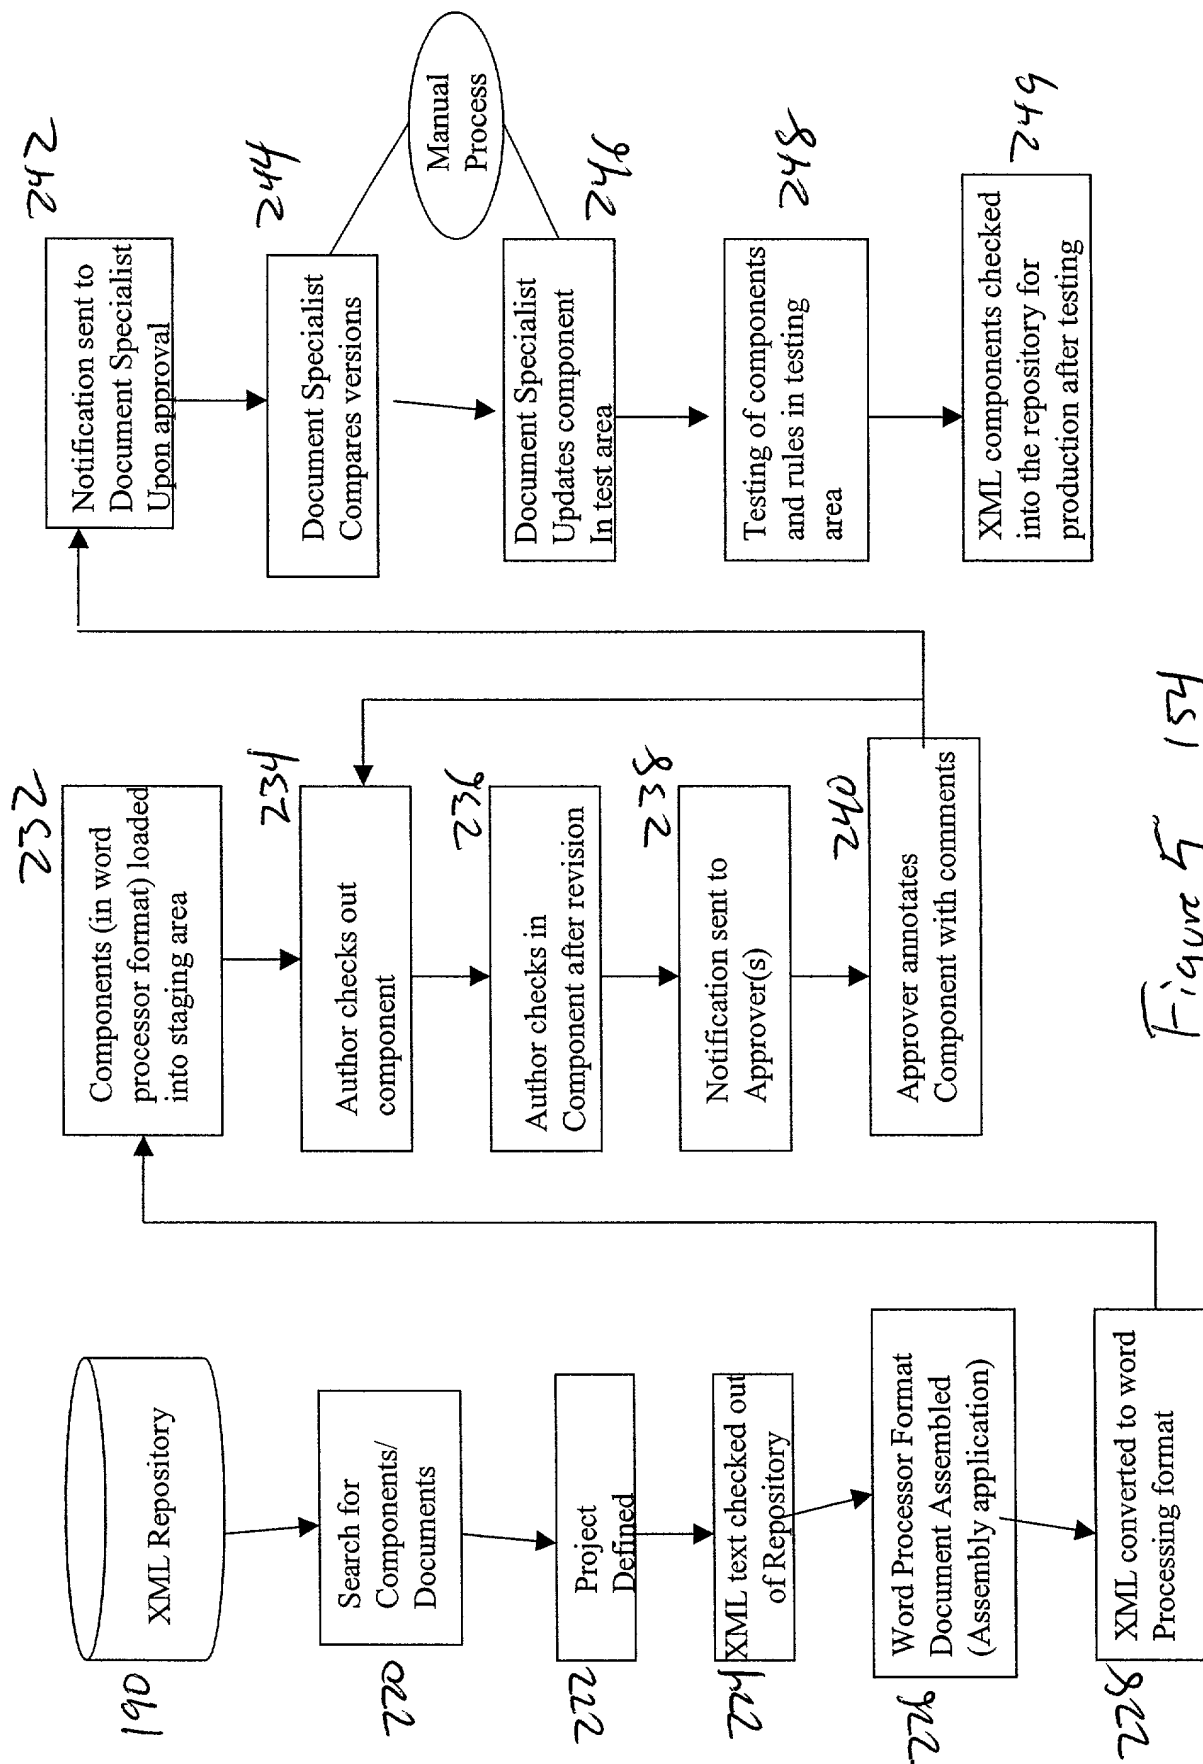 190
XML Repository
220
Search for
Components/
Documents
222
Project
Defined
224
XML text checked out
of Repository
226
Word Processor Format
Document Assembled
(Assembly application)
228
XML converted to word
Processing format
232
Components (in word
processor format) loaded
into staging area
234
Author checks out
component
236
Author checks in
Component after revision
238
Notification sent to
Approver(s)
240
Approver annotates
Component with comments
242
Notification sent to
Document Specialist
Upon approval
244
Document Specialist
Compares versions
Manual
Process
246
Document Specialist
Updates component
In test area
248
Testing of components
and rules in testing
area
249
XML components checked
into the repository for
production after testing
Figure 5 154